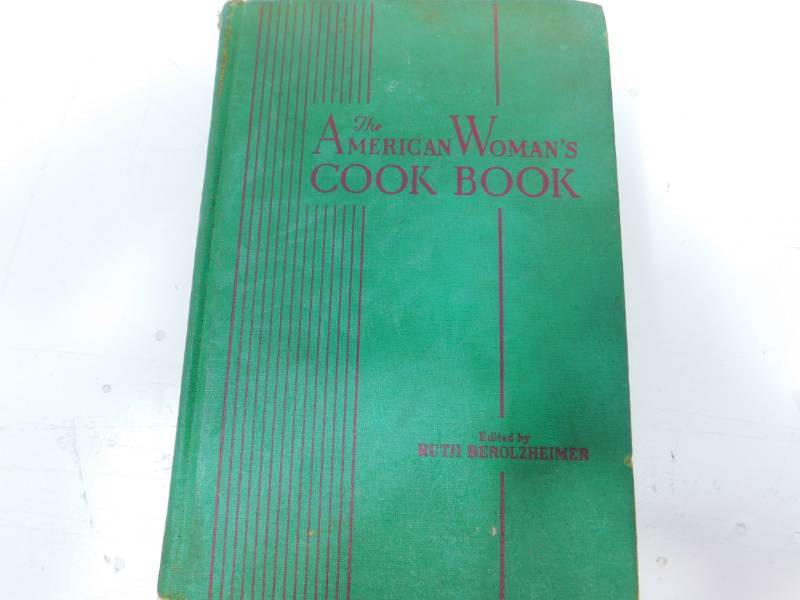 The
AMERICAN WOMAN'S
COOK BOOK
Edited by
RUTH BEROLZHEIMER